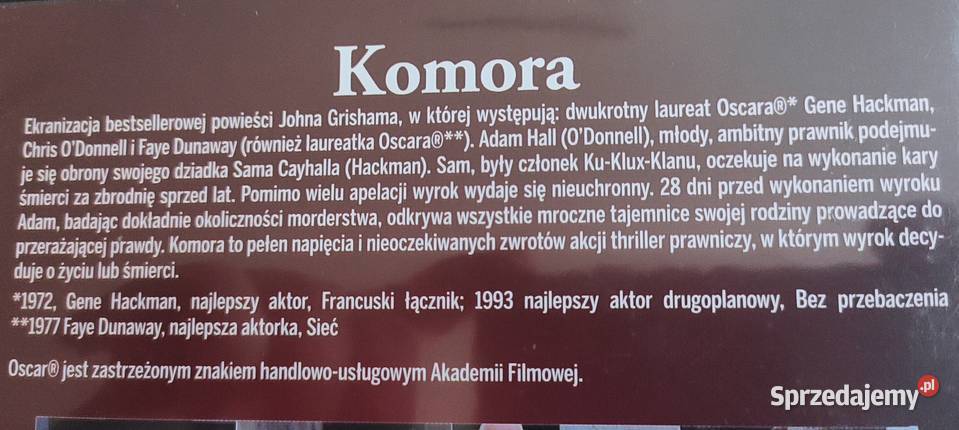 Komora
Ekranizacja bestsellerowej powieści Johna Grishama, w której występują: dwukrotny laureat Oscara®* Gene Hackman,
Chris O'Donnell i Faye Dunaway (również laureatka Oscara®**). Adam Hall (O'Donnell), młody, ambitny prawnik podejmu-
je się obrony swojego dziadka Sama Cayhalla (Hackman). Sam, były członek Ku-Klux-Klanu, oczekuje na wykonanie kary
śmierci za zbrodnię sprzed lat. Pomimo wielu apelacji wyrok wydaje się nieuchronny. 28 dni przed wykonaniem wyroku
Adam, badając dokładnie okoliczności morderstwa, odkrywa wszystkie mroczne tajemnice swojej rodziny prowadzące do
przerażającej prawdy. Komora to pełen napięcia i nieoczekiwanych zwrotów akcji thriller prawniczy, w którym wyrok decy-
duje o życiu lub śmierci.
*1972, Gene Hackman, najlepszy aktor, Francuski łącznik; 1993 najlepszy aktor drugoplanowy, Bez przebaczenia
**1977 Faye Dunaway, najlepsza aktorka, Sieć
Oscar® jest zastrzeżonym znakiem handlowo-usługowym Akademii Filmowej.
Sprzedajemy.pl